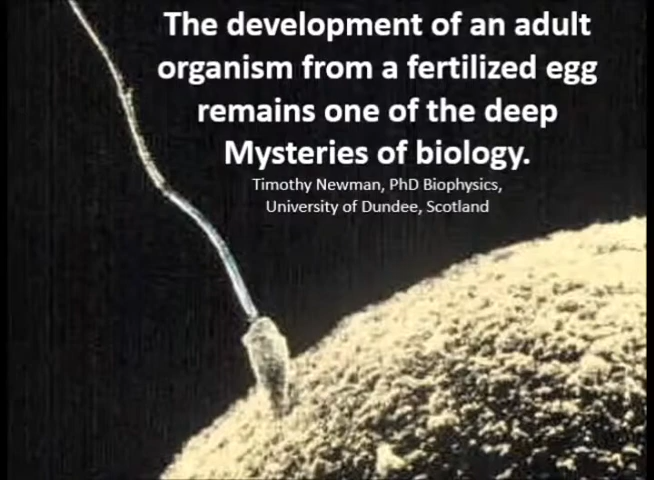 The development of an adult
organism from a fertilized egg
remains one of the deep
Mysteries of biology.
Timothy Newman, PhD Biophysics,
University of Dundee, Scotland